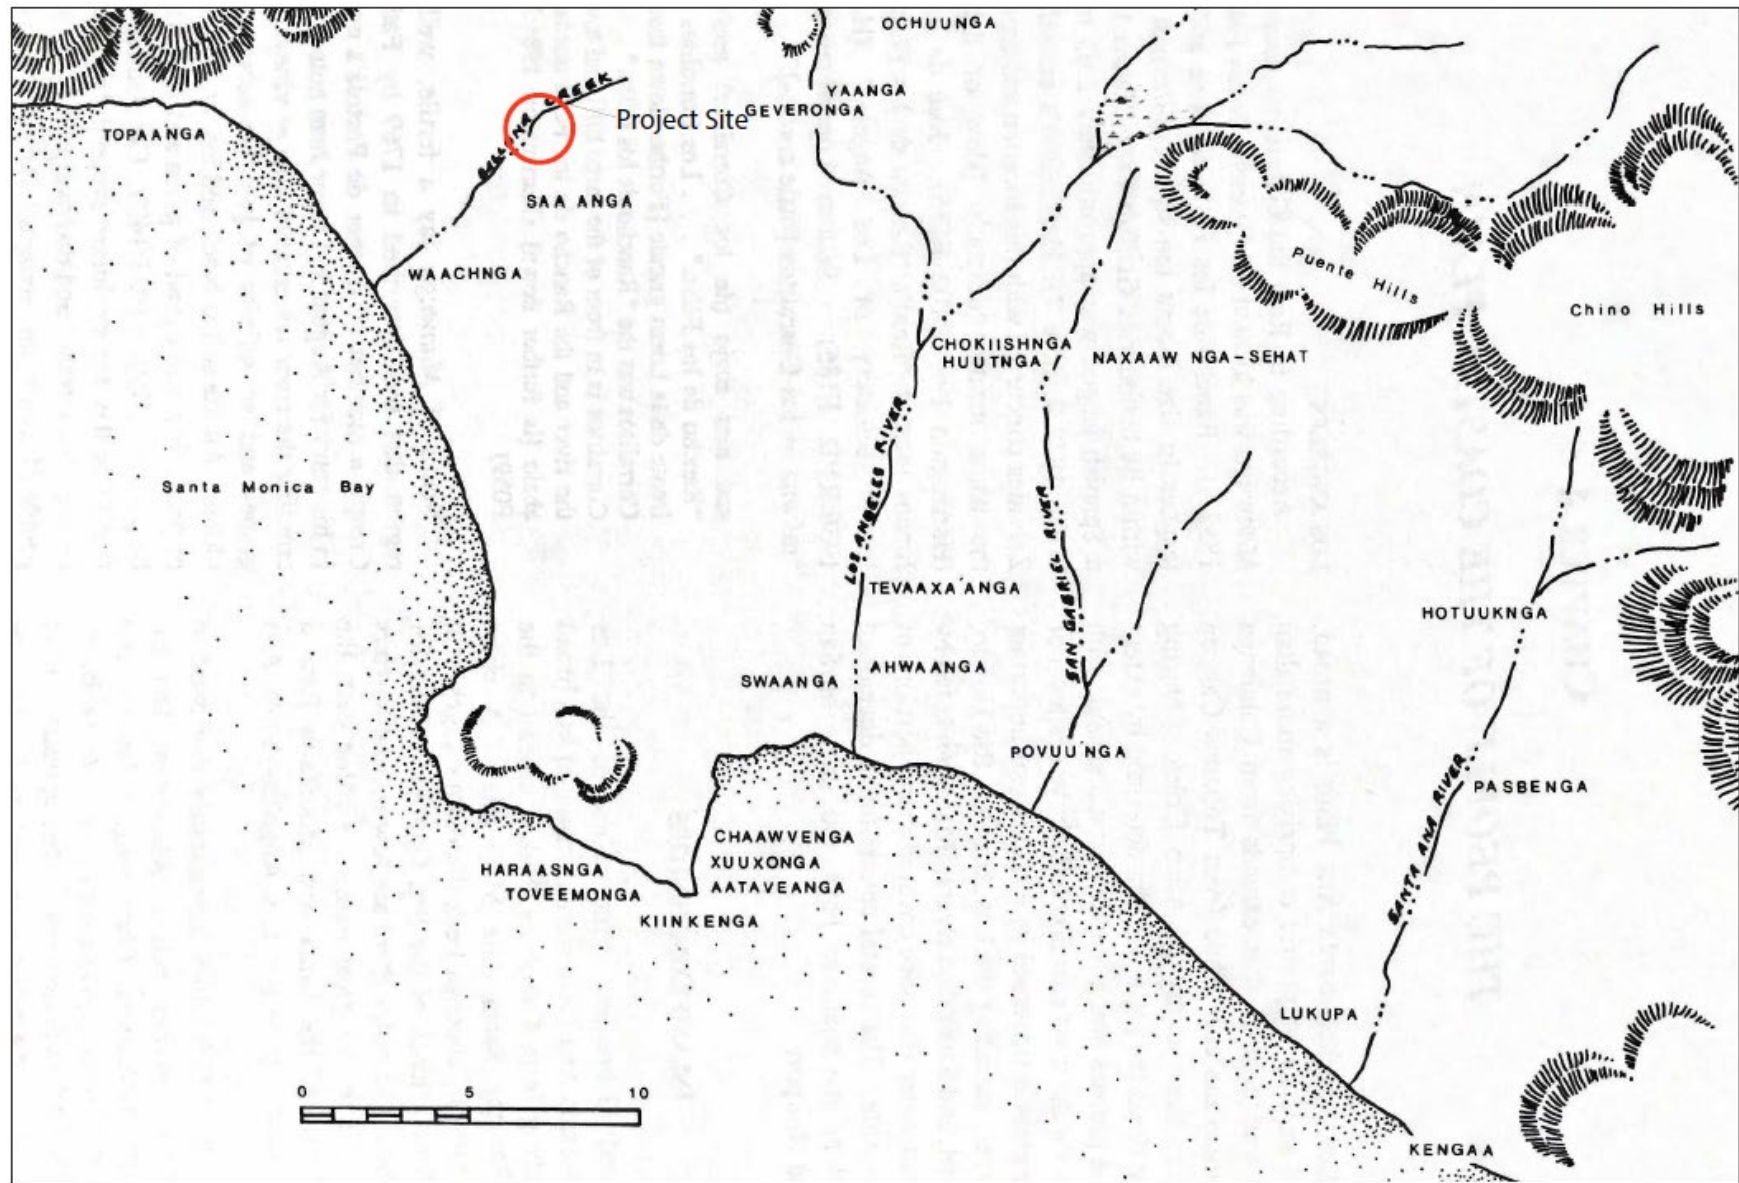 OCHUUNGA
YAANGA
GEVERONGA
Project Site
BALLONA CREEK
TOPAANGA
SAA ANGA
WAACHNGA
Puente Hills
Chino Hills
CHOKIISHNGA
HUUTNGA
NAXAAW NGA-SEHAT
LOS ANGELES RIVER
SAN GABRIEL RIVER
Santa Monica Bay
TEVAAXA'ANGA
HOTUUKNGA
AHWAANGA
SWAANGA
POVUU'NGA
PASBENGA
SANTA ANA RIVER
CHAAWVENGA
XUUXONGA
AATAVEANGA
HARAASNGA
TOVEEMONGA
KIINKENGA
LUKUPA
0 5 10
KENGAA